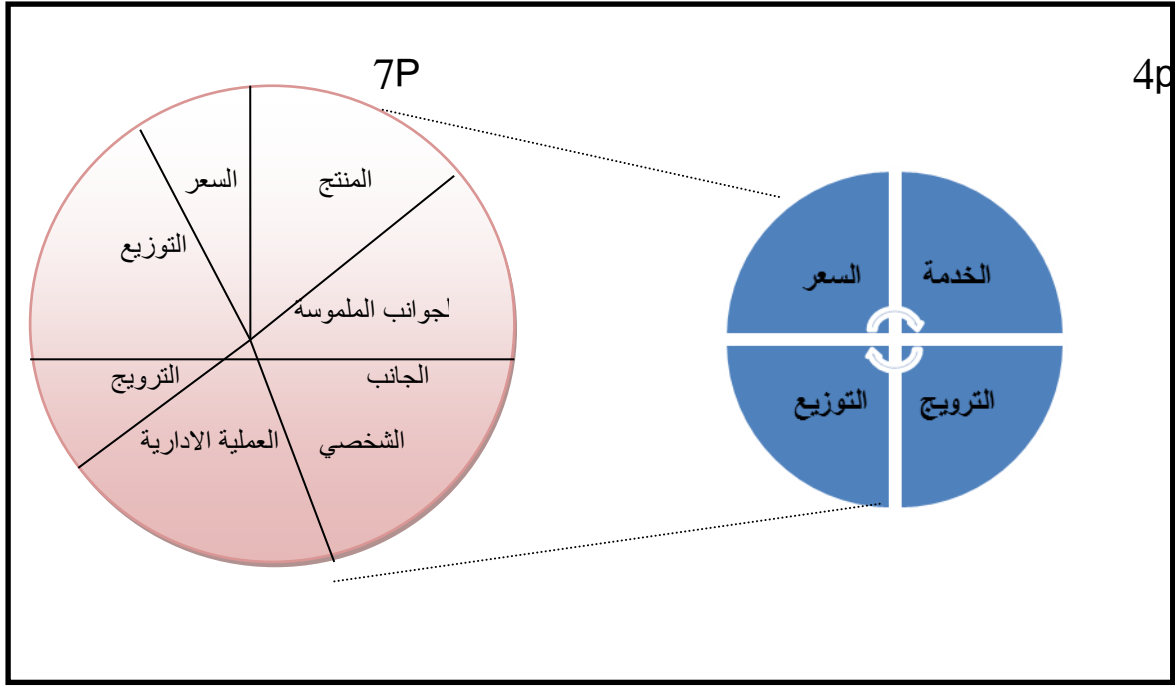 4p
7P
الخدمة
السعر
الترويج
التوزيع
المنتج
السعر
التوزيع
لجوانب الملموسة
الجانب
الشخصي
الترويج
العملية الادارية